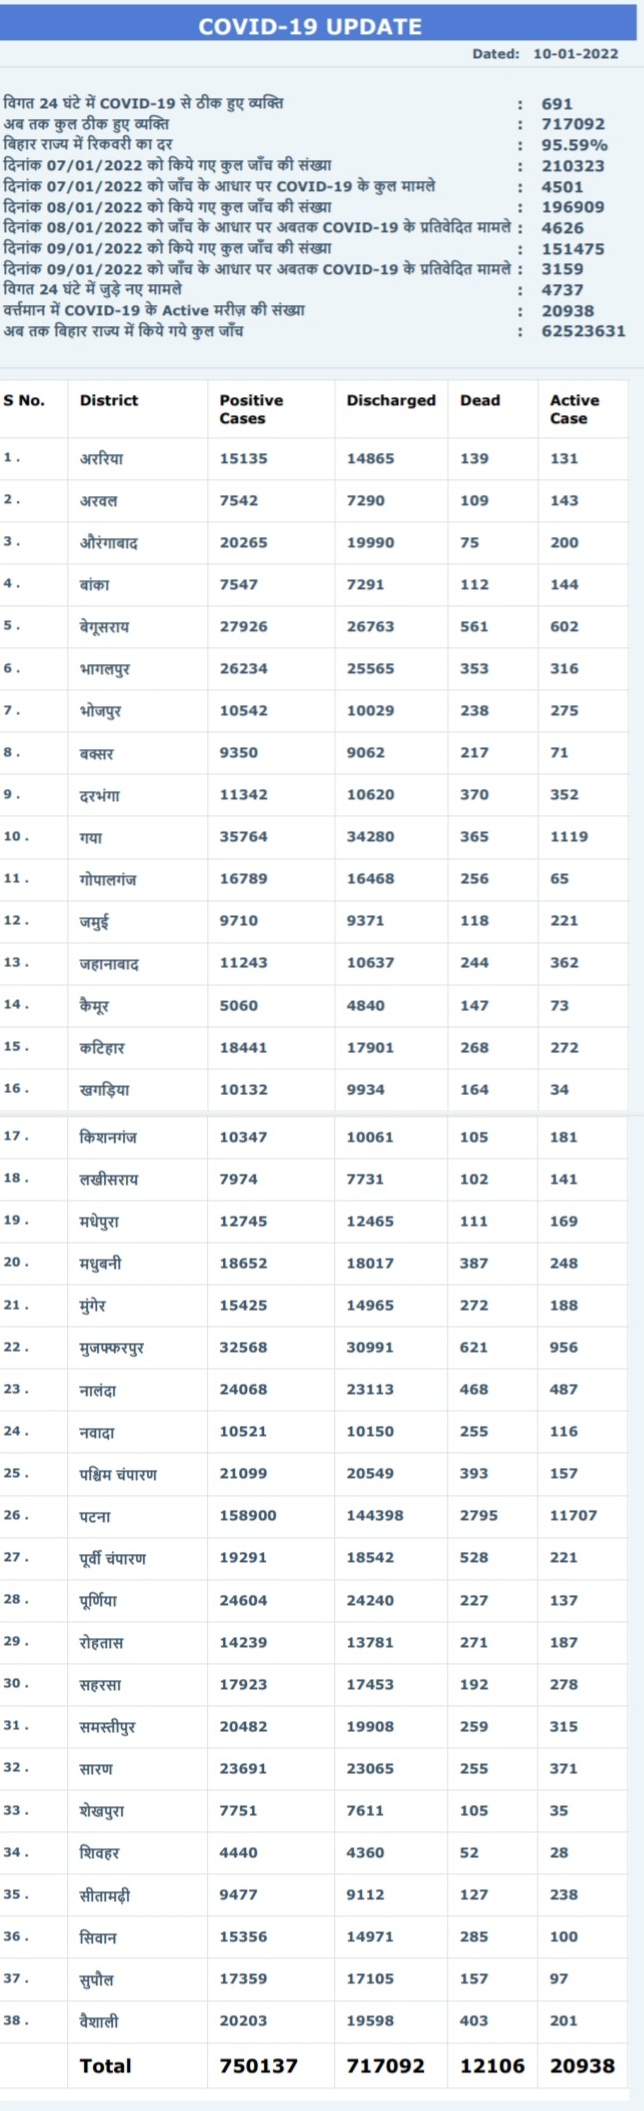 COVID-19 UPDATE
Dated: 10-01-2022
विगत 24 घंटे में COVID-19 से ठीक हुए व्यक्ति : 691
अब तक कुल ठीक हुए व्यक्ति : 717092
बिहार राज्य में रिकवरी का दर : 95.59%
दिनांक 07/01/2022 को किये गए कुल जाँच की संख्या : 210323
दिनांक 07/01/2022 को जाँच के आधार पर COVID-19 के कुल मामले : 4501
दिनांक 08/01/2022 को किये गए कुल जाँच की संख्या : 196909
दिनांक 08/01/2022 को जाँच के आधार पर अबतक COVID-19 के प्रतिवेदित मामले : 4626
दिनांक 09/01/2022 को किये गए कुल जाँच की संख्या : 151475
दिनांक 09/01/2022 को जाँच के आधार पर अबतक COVID-19 के प्रतिवेदित मामले : 3159
विगत 24 घंटे में जुड़े नए मामले : 4737
वर्त्तमान में COVID-19 के Active मरीज़ की संख्या : 20938
अब तक बिहार राज्य में किये गये कुल जाँच : 62523631
S No. District Positive Cases Discharged Dead Active Case
1 . अररिया 15135 14865 139 131
2 . अरवल 7542 7290 109 143
3 . औरंगाबाद 20265 19990 75 200
4 . बांका 7547 7291 112 144
5 . बेगूसराय 27926 26763 561 602
6 . भागलपुर 26234 25565 353 316
7 . भोजपुर 10542 10029 238 275
8 . बक्सर 9350 9062 217 71
9 . दरभंगा 11342 10620 370 352
10 . गया 35764 34280 365 1119
11 . गोपालगंज 16789 16468 256 65
12 . जमुई 9710 9371 118 221
13 . जहानाबाद 11243 10637 244 362
14 . कैमूर 5060 4840 147 73
15 . कटिहार 18441 17901 268 272
16 . खगड़िया 10132 9934 164 34
17 . किशनगंज 10347 10061 105 181
18 . लखीसराय 7974 7731 102 141
19 . मधेपुरा 12745 12465 111 169
20 . मधुबनी 18652 18017 387 248
21 . मुंगेर 15425 14965 272 188
22 . मुजफ्फरपुर 32568 30991 621 956
23 . नालंदा 24068 23113 468 487
24 . नवादा 10521 10150 255 116
25 . पश्चिम चंपारण 21099 20549 393 157
26 . पटना 158900 144398 2795 11707
27 . पूर्वी चंपारण 19291 18542 528 221
28 . पूर्णिया 24604 24240 227 137
29 . रोहतास 14239 13781 271 187
30 . सहरसा 17923 17453 192 278
31 . समस्तीपुर 20482 19908 259 315
32 . सारण 23691 23065 255 371
33 . शेखपुरा 7751 7611 105 35
34 . शिवहर 4440 4360 52 28
35 . सीतामढ़ी 9477 9112 127 238
36 . सिवान 15356 14971 285 100
37 . सुपौल 17359 17105 157 97
38 . वैशाली 20203 19598 403 201
Total 750137 717092 12106 20938